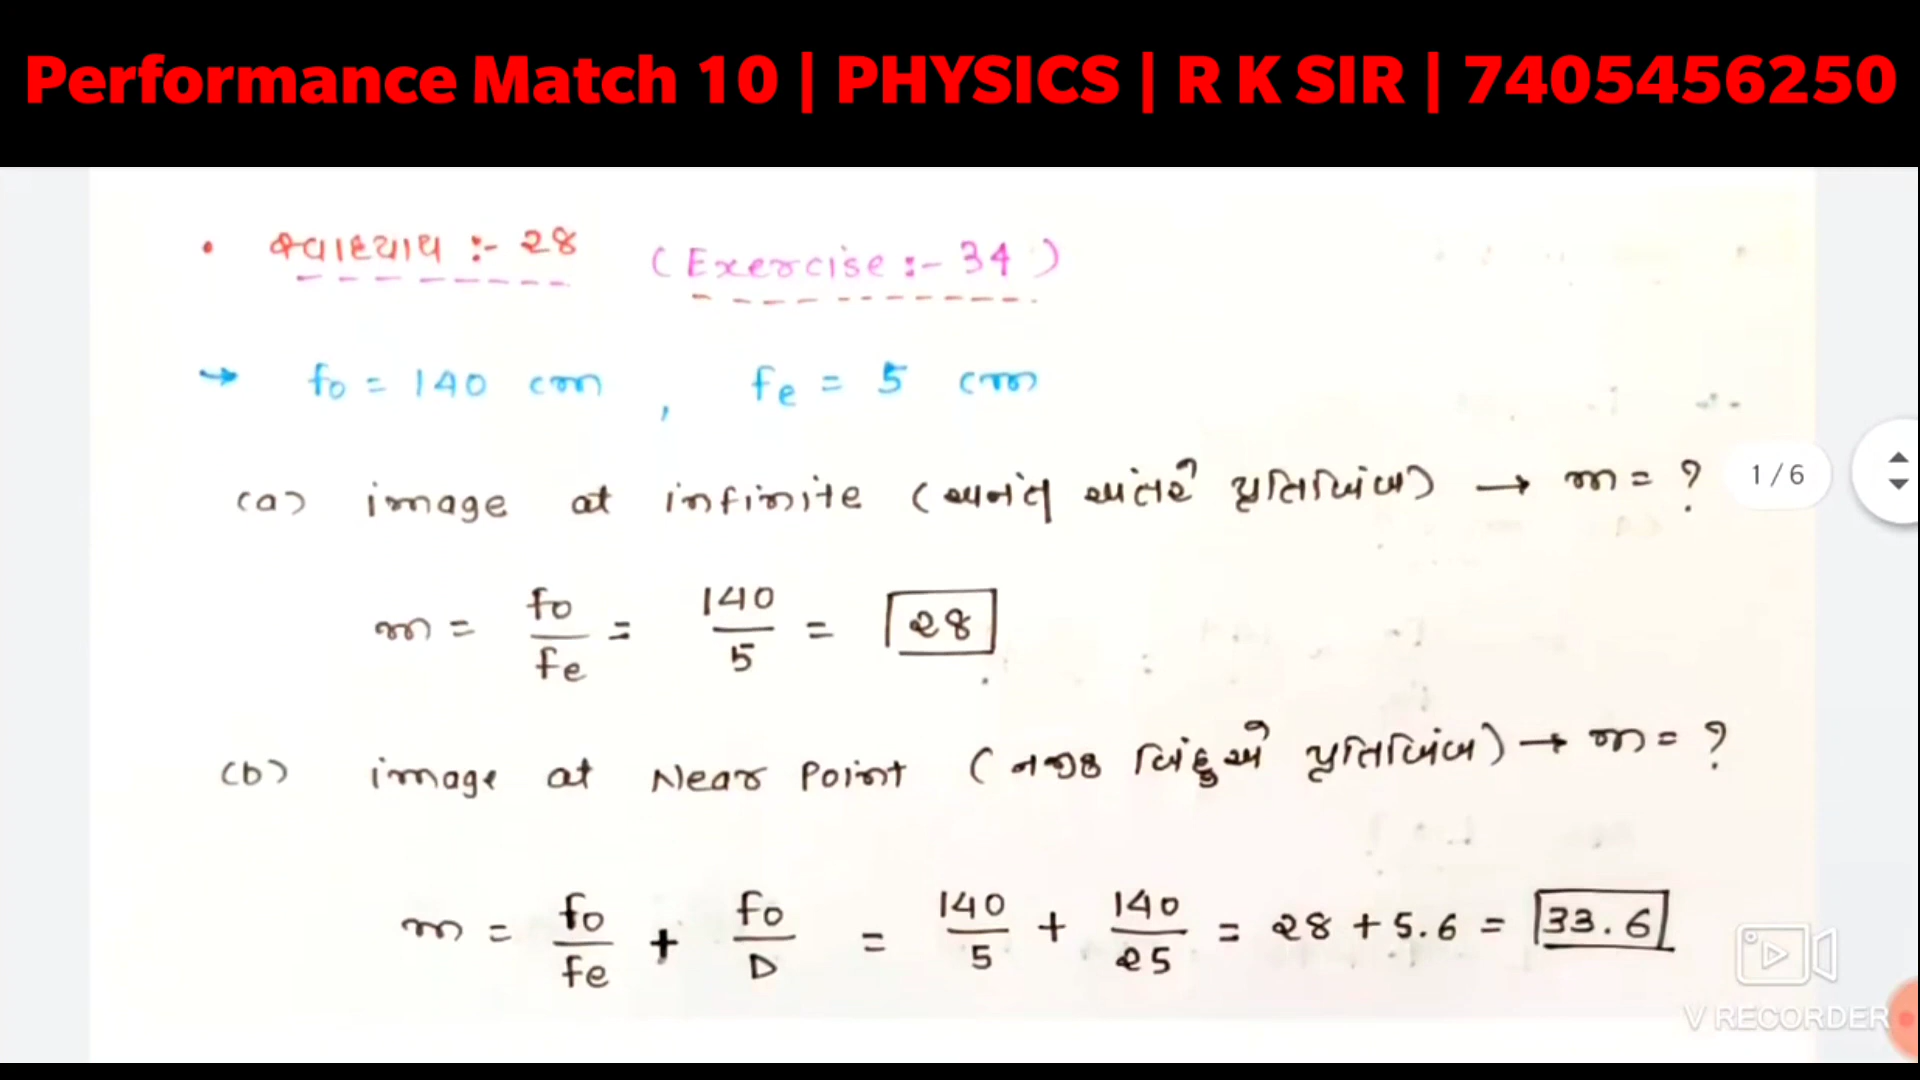 Performance Match 10 | PHYSICS | R K SIR | 7405456250
• સ્વાધ્યાય :- 28 (Exercise :- 34)
→ fo = 140 cm , fe = 5 cm
(a) image at infinite (અનંત અંતરે પ્રતિબિંબ) → m = ?
1 / 6
m = fo/fe = 140/5 = 28
(b) image at Near Point (નજીક બિંદુએ પ્રતિબિંબ) → m = ?
m = fo/fe + fo/D = 140/5 + 140/25 = 28 + 5.6 = 33.6
V RECORDER